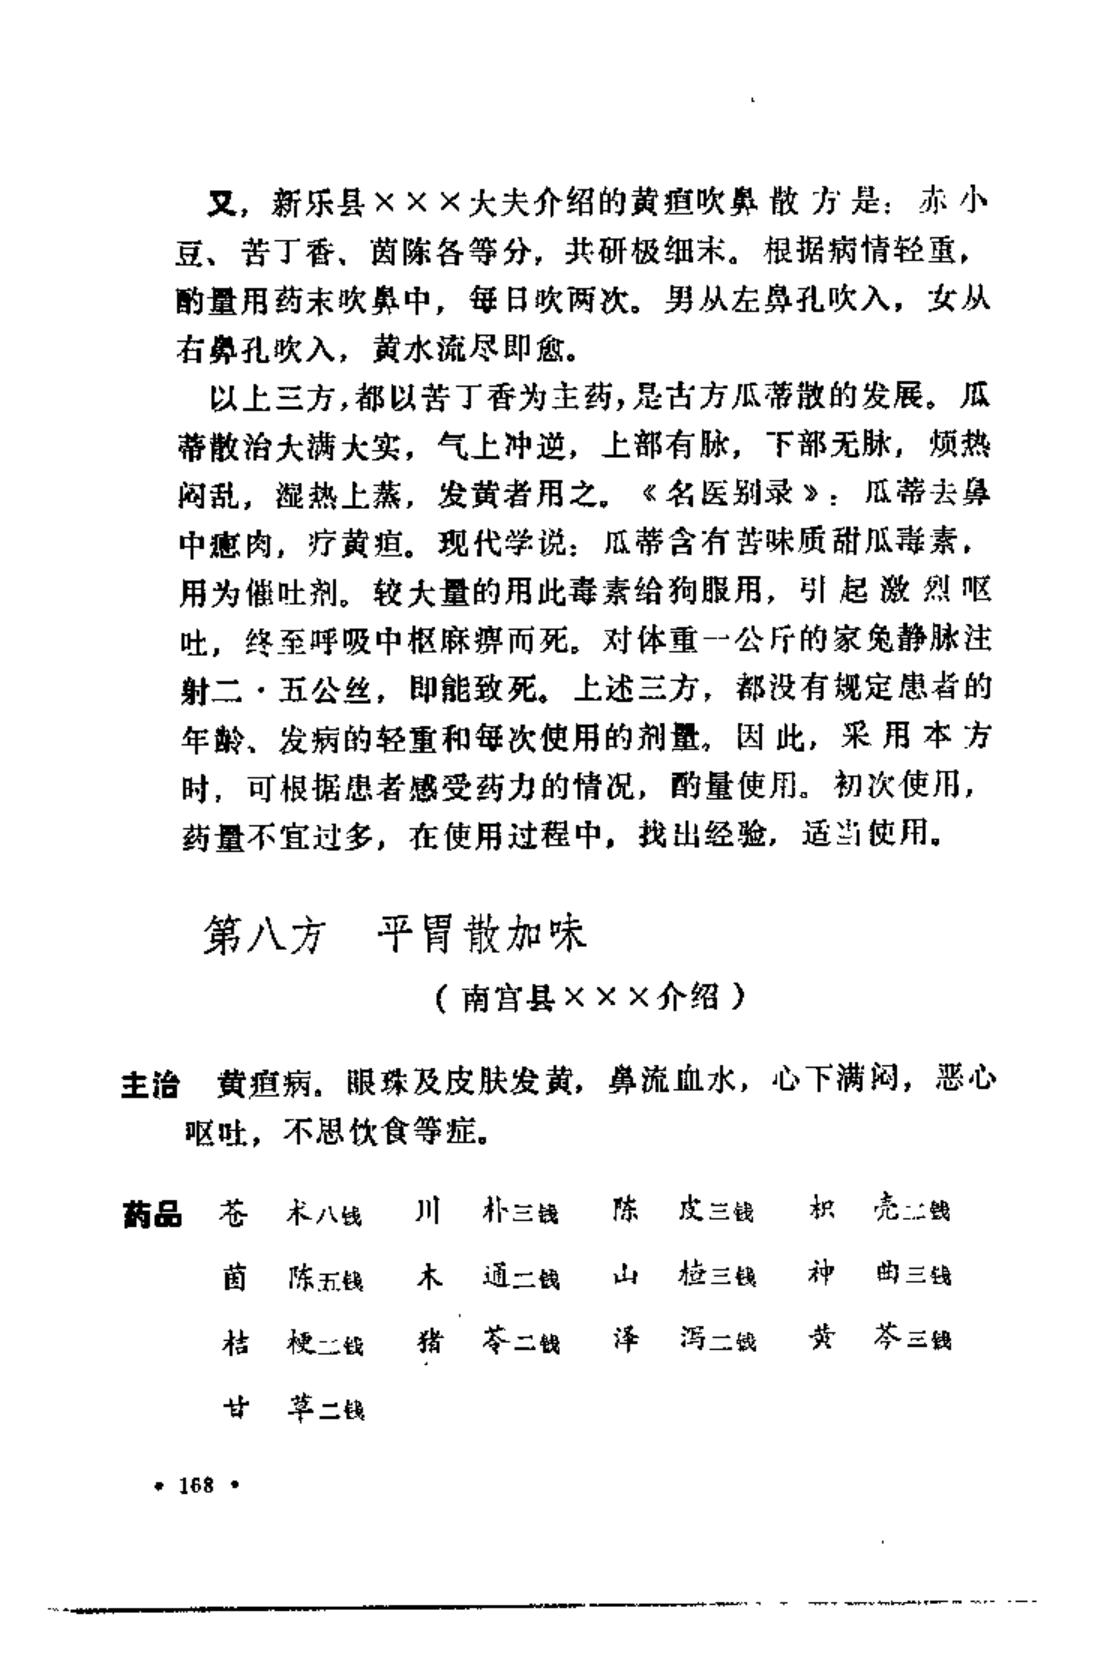 又，新乐县×××大夫介绍的黄疸吹鼻散方是：赤小
豆、苦丁香、茵陈各等分，共研极细末。根据病情轻重，
酌量用药末吹鼻中，每日吹两次。男从左鼻孔吹入，女从
右鼻孔吹入，黄水流尽即愈。
以上三方，都以苦丁香为主药，是古方瓜蒂散的发展。瓜
蒂散治大满大实，气上冲逆，上部有脉，下部无脉，烦热
闷乱，湿热上蒸，发黄者用之。《名医别录》：瓜蒂去鼻
中瘜肉，疗黄疸。现代学说：瓜蒂含有苦味质甜瓜毒素，
用为催吐剂。较大量的用此毒素给狗服用，引起激烈呕
吐，终至呼吸中枢麻痹而死。对体重一公斤的家兔静脉注
射二·五公丝，即能致死。上述三方，都没有规定患者的
年龄、发病的轻重和每次使用的剂量。因此，采用本方
时，可根据患者感受药力的情况，酌量使用。初次使用，
药量不宜过多，在使用过程中，找出经验，适当使用。
第八方 平胃散加味
（南宫县×××介绍）
主治 黄疸病。眼珠及皮肤发黄，鼻流血水，心下满闷，恶心
呕吐，不思饮食等症。
药品 苍术八钱 川朴三钱 陈皮三钱 枳壳二钱
茵陈五钱 木通二钱 山楂三钱 神曲三钱
桔梗二钱 猪苓二钱 泽泻二钱 黄芩三钱
甘草二钱
·168·